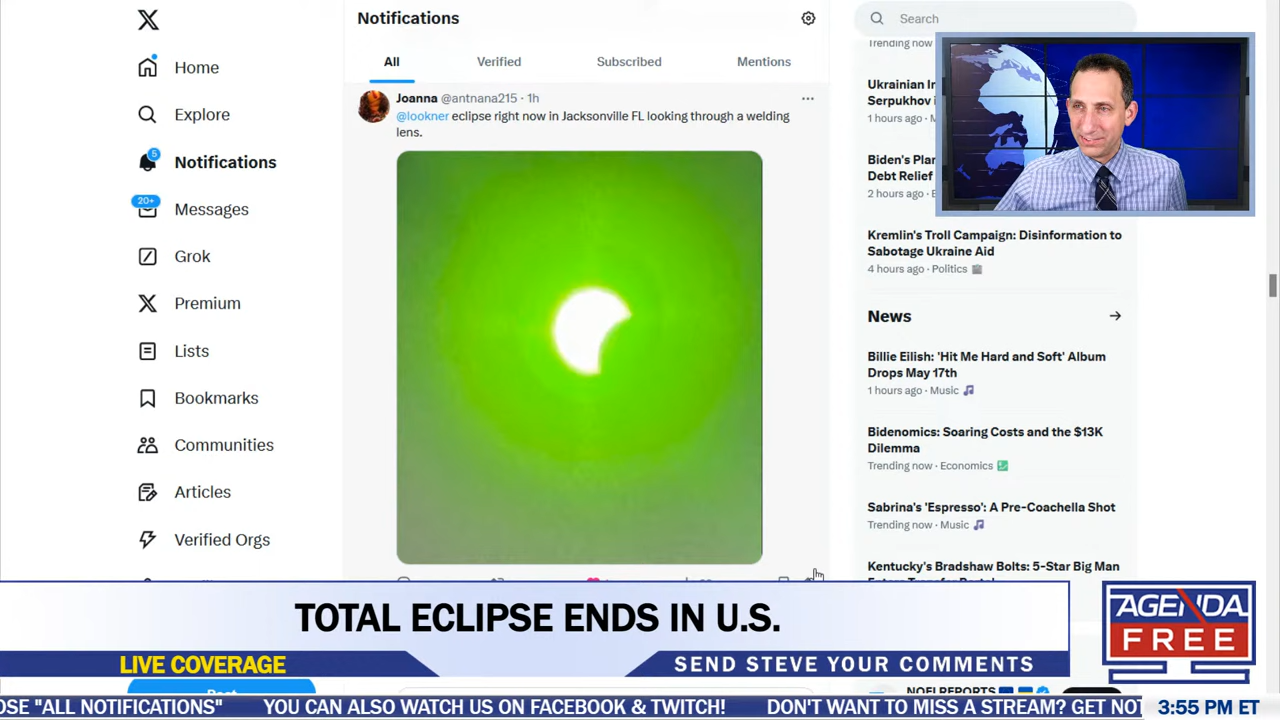 Notifications
Search
Home
All
Verified
Subscribed
Mentions
Trending now
Explore
Joanna @antnana215 · 1h
@lookner eclipse right now in Jacksonville FL looking through a welding
lens.
Ukrainian In
Serpukhov i
1 hours ago
5
Notifications
Biden's Plan
Debt Relief
2 hours ago
20+
Messages
Kremlin's Troll Campaign: Disinformation to
Sabotage Ukraine Aid
4 hours ago · Politics
Grok
Premium
News
Lists
Billie Eilish: 'Hit Me Hard and Soft' Album
Drops May 17th
1 hours ago · Music
Bookmarks
Communities
Bidenomics: Soaring Costs and the $13K
Dilemma
Trending now · Economics
Articles
Sabrina's 'Espresso': A Pre-Coachella Shot
Trending now · Music
Verified Orgs
Kentucky's Bradshaw Bolts: 5-Star Big Man
TOTAL ECLIPSE ENDS IN U.S.
AGENDA
FREE
LIVE COVERAGE
SEND STEVE YOUR COMMENTS
Post
NOELREPORTS
OSE "ALL NOTIFICATIONS" YOU CAN ALSO WATCH US ON FACEBOOK & TWITCH! DON'T WANT TO MISS A STREAM? GET NOT
3:55 PM ET